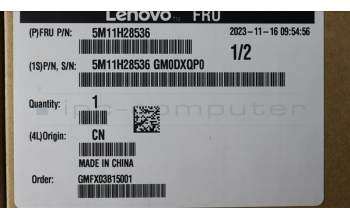 Lenovo FRU
(P)FRU P/N: 5M11H28536 2023-11-16 09:54:56
1/2
(1S)P/N, S/N: 5M11H28536 GM0DXQP0
Quantity: 1
(4L)Origin: CN
MADE IN CHINA
Order: GMFX03B15001